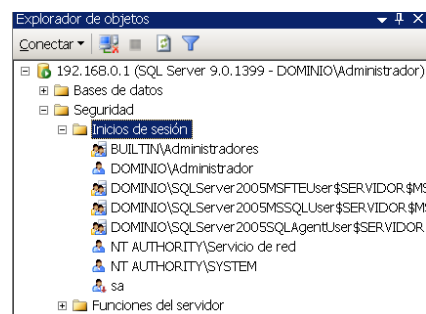 Explorador de objetos
Conectar
192.168.0.1 (SQL Server 9.0.1399 - DOMINIO\Administrador)
Bases de datos
Seguridad
Inicios de sesión
BUILTIN\Administradores
DOMINIO\Administrador
DOMINIO\SQLServer2005MSFTEUser$SERVIDOR$MS
DOMINIO\SQLServer2005MSSQLUser$SERVIDOR$MS
DOMINIO\SQLServer2005SQLAgentUser$SERVIDOR
NT AUTHORITY\Servicio de red
NT AUTHORITY\SYSTEM
sa
Funciones del servidor